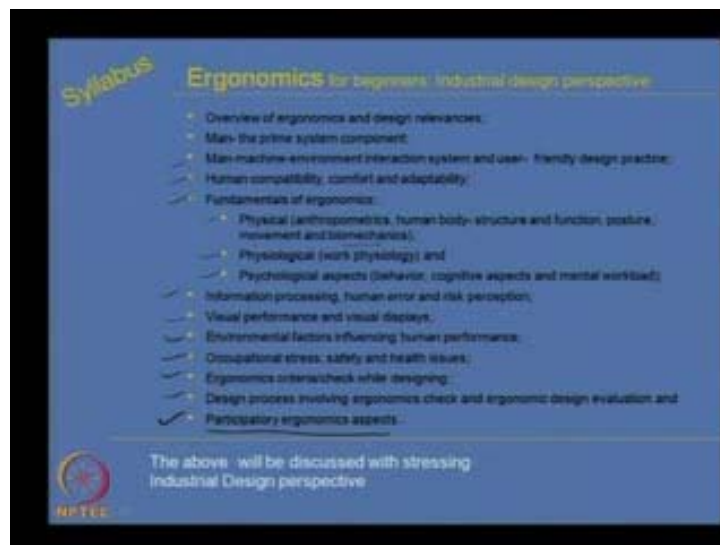 Syllabus
Ergonomics for beginners: Industrial design perspective
Overview of ergonomics and design relevancies;
Man- the prime system component;
Man-machine-environment interaction system and user- friendly design practice;
Human compatibility, comfort and adaptability;
Fundamentals of ergonomics;
Physical (anthropometrics, human body- structure and function, posture,
movement and biomechanics),
Physiological (work physiology) and
Psychological aspects (behavior, cognitive aspects and mental workload)
Information processing, human error and risk perception;
Visual performance and visual displays;
Environmental factors influencing human performance;
Occupational stress; safety and health issues;
Ergonomics criteria/check while designing;
Design process involving ergonomics check and ergonomic design evaluation and
Participatory ergonomics aspects
The above will be discussed with stressing
Industrial Design perspective
NPTEL